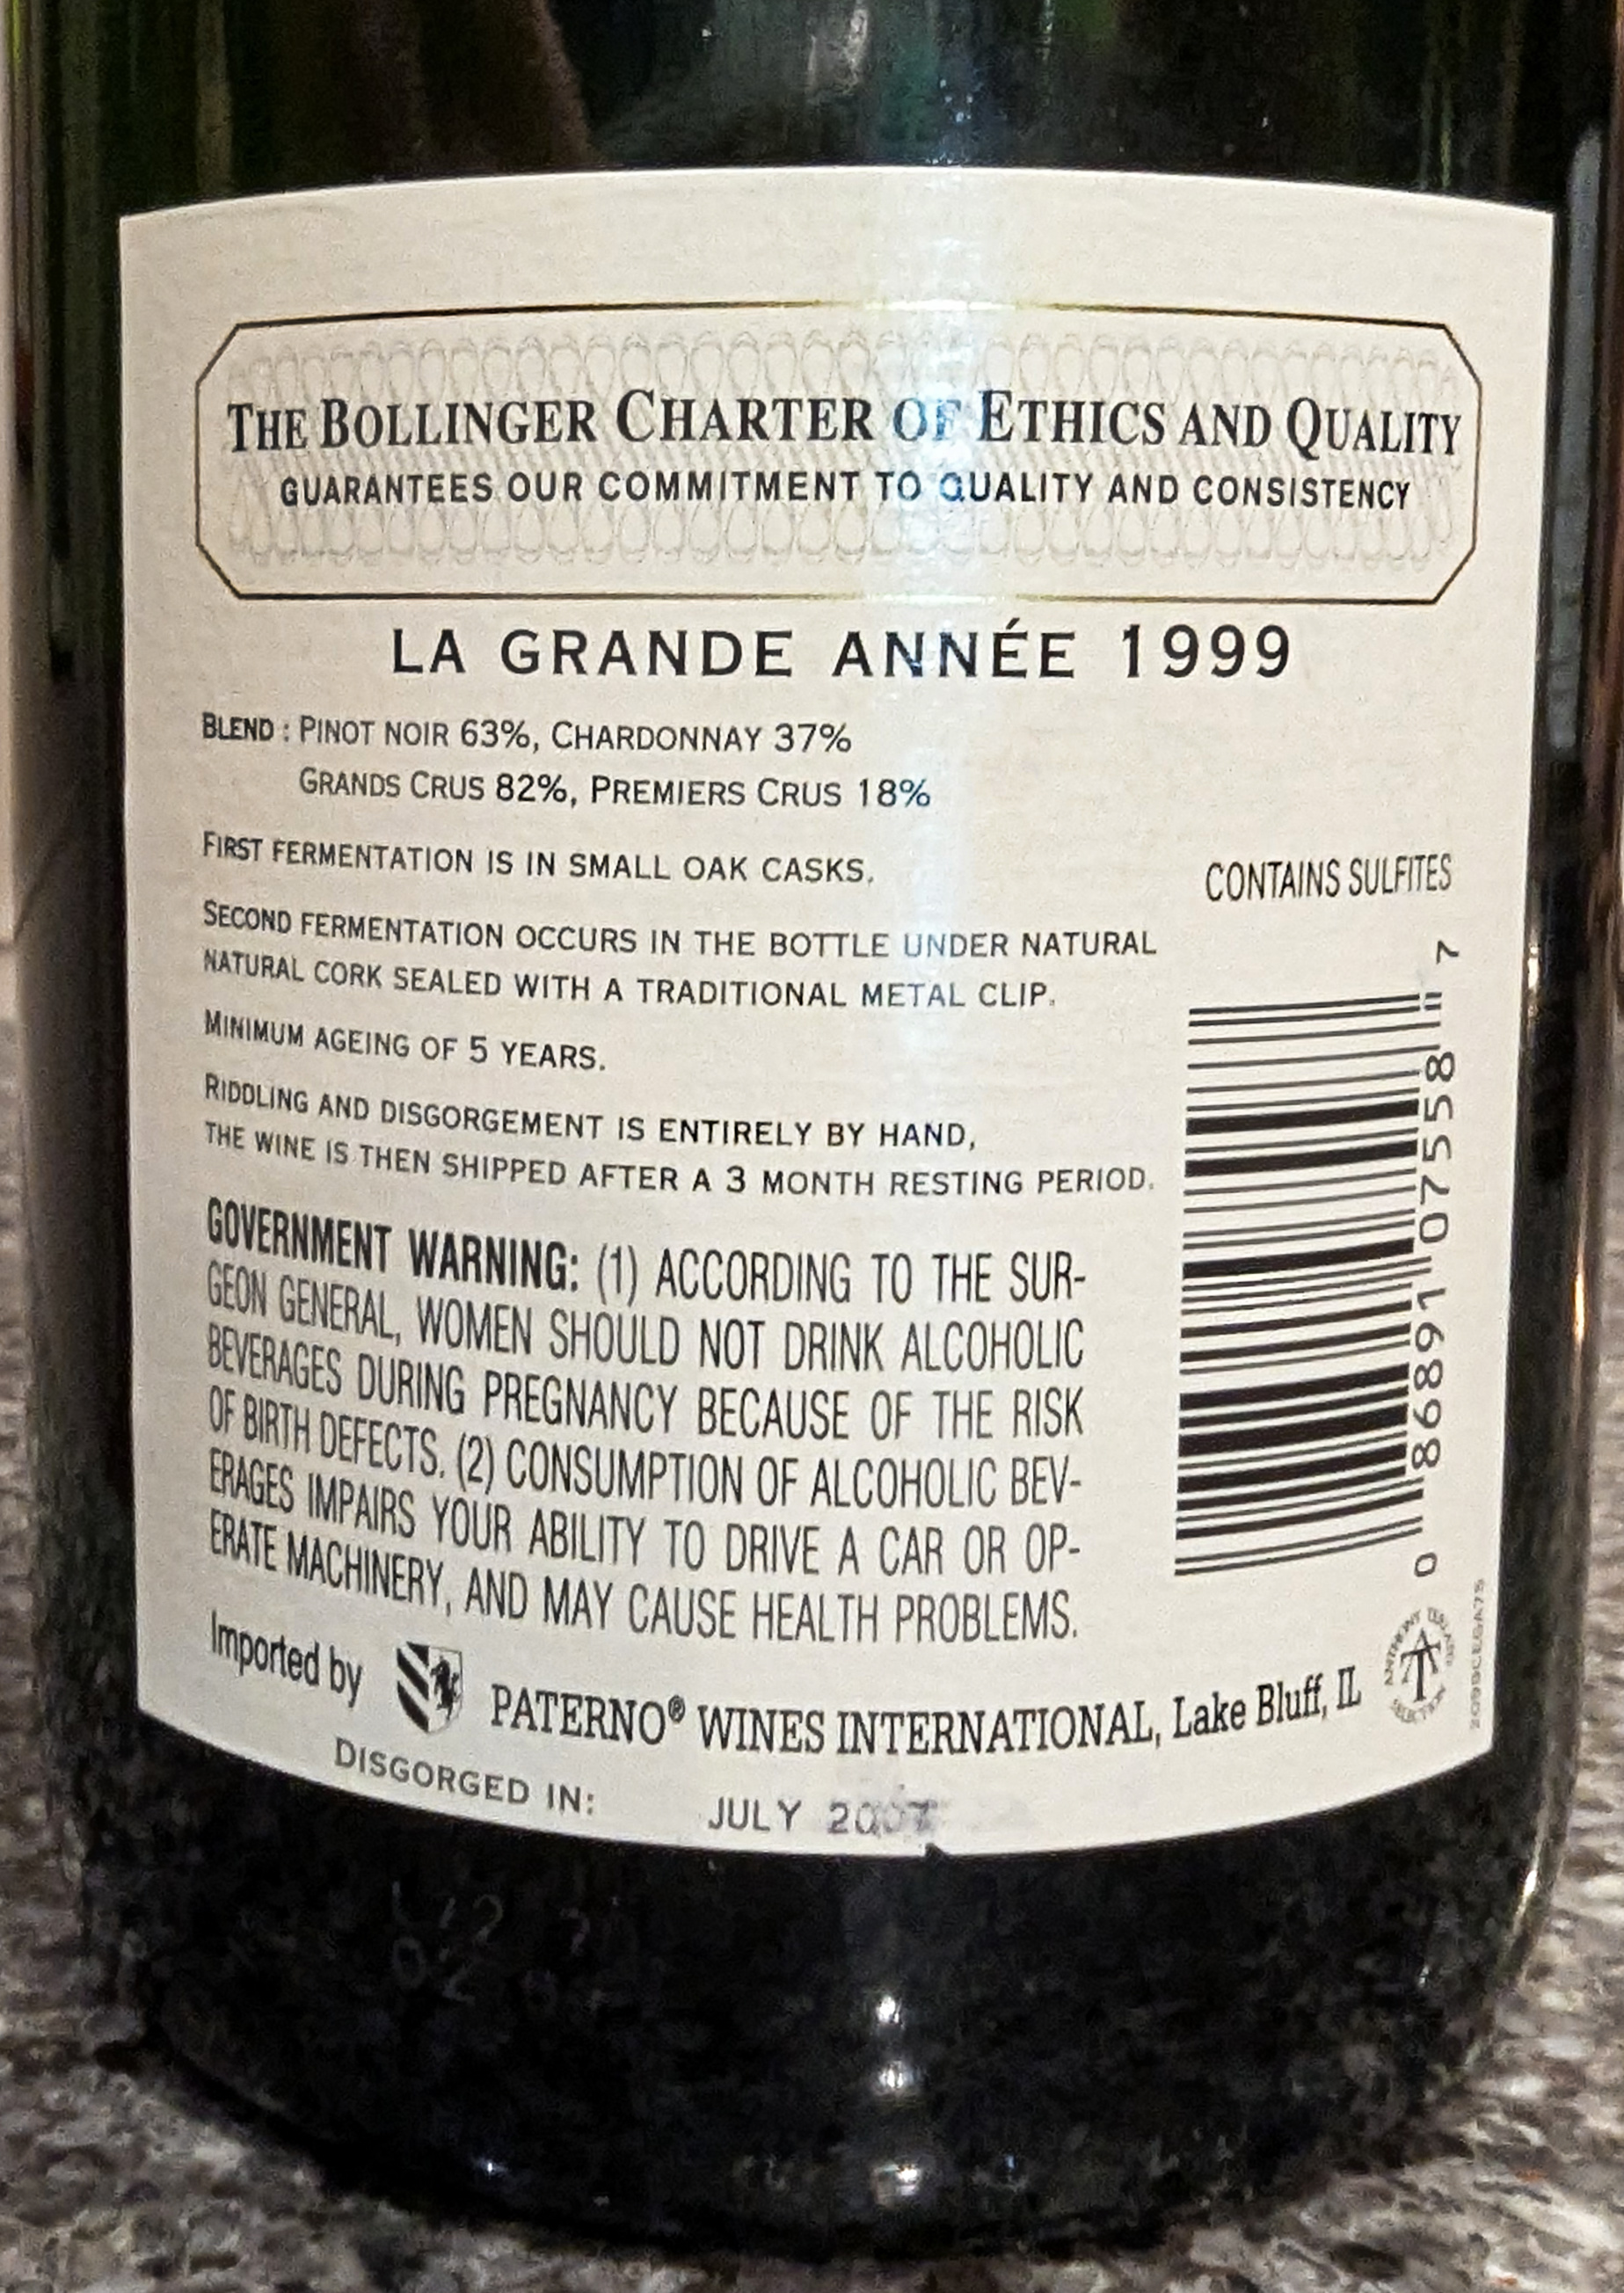 THE BOLLINGER CHARTER OF ETHICS AND QUALITY
GUARANTEES OUR COMMITMENT TO QUALITY AND CONSISTENCY
LA GRANDE ANNÉE 1999
BLEND : PINOT NOIR 63%, CHARDONNAY 37%
GRANDS CRUS 82%, PREMIERS CRUS 18%
FIRST FERMENTATION IS IN SMALL OAK CASKS.
SECOND FERMENTATION OCCURS IN THE BOTTLE UNDER NATURAL
NATURAL CORK SEALED WITH A TRADITIONAL METAL CLIP.
MINIMUM AGEING OF 5 YEARS.
RIDDLING AND DISGORGEMENT IS ENTIRELY BY HAND,
THE WINE IS THEN SHIPPED AFTER A 3 MONTH RESTING PERIOD.
CONTAINS SULFITES
0 86891 07558 7
GOVERNMENT WARNING: (1) ACCORDING TO THE SUR-
GEON GENERAL, WOMEN SHOULD NOT DRINK ALCOHOLIC
BEVERAGES DURING PREGNANCY BECAUSE OF THE RISK
OF BIRTH DEFECTS. (2) CONSUMPTION OF ALCOHOLIC BEV-
ERAGES IMPAIRS YOUR ABILITY TO DRIVE A CAR OR OP-
ERATE MACHINERY, AND MAY CAUSE HEALTH PROBLEMS.
Imported by PATERNO® WINES INTERNATIONAL, Lake Bluff, IL
DISGORGED IN: JULY 2007